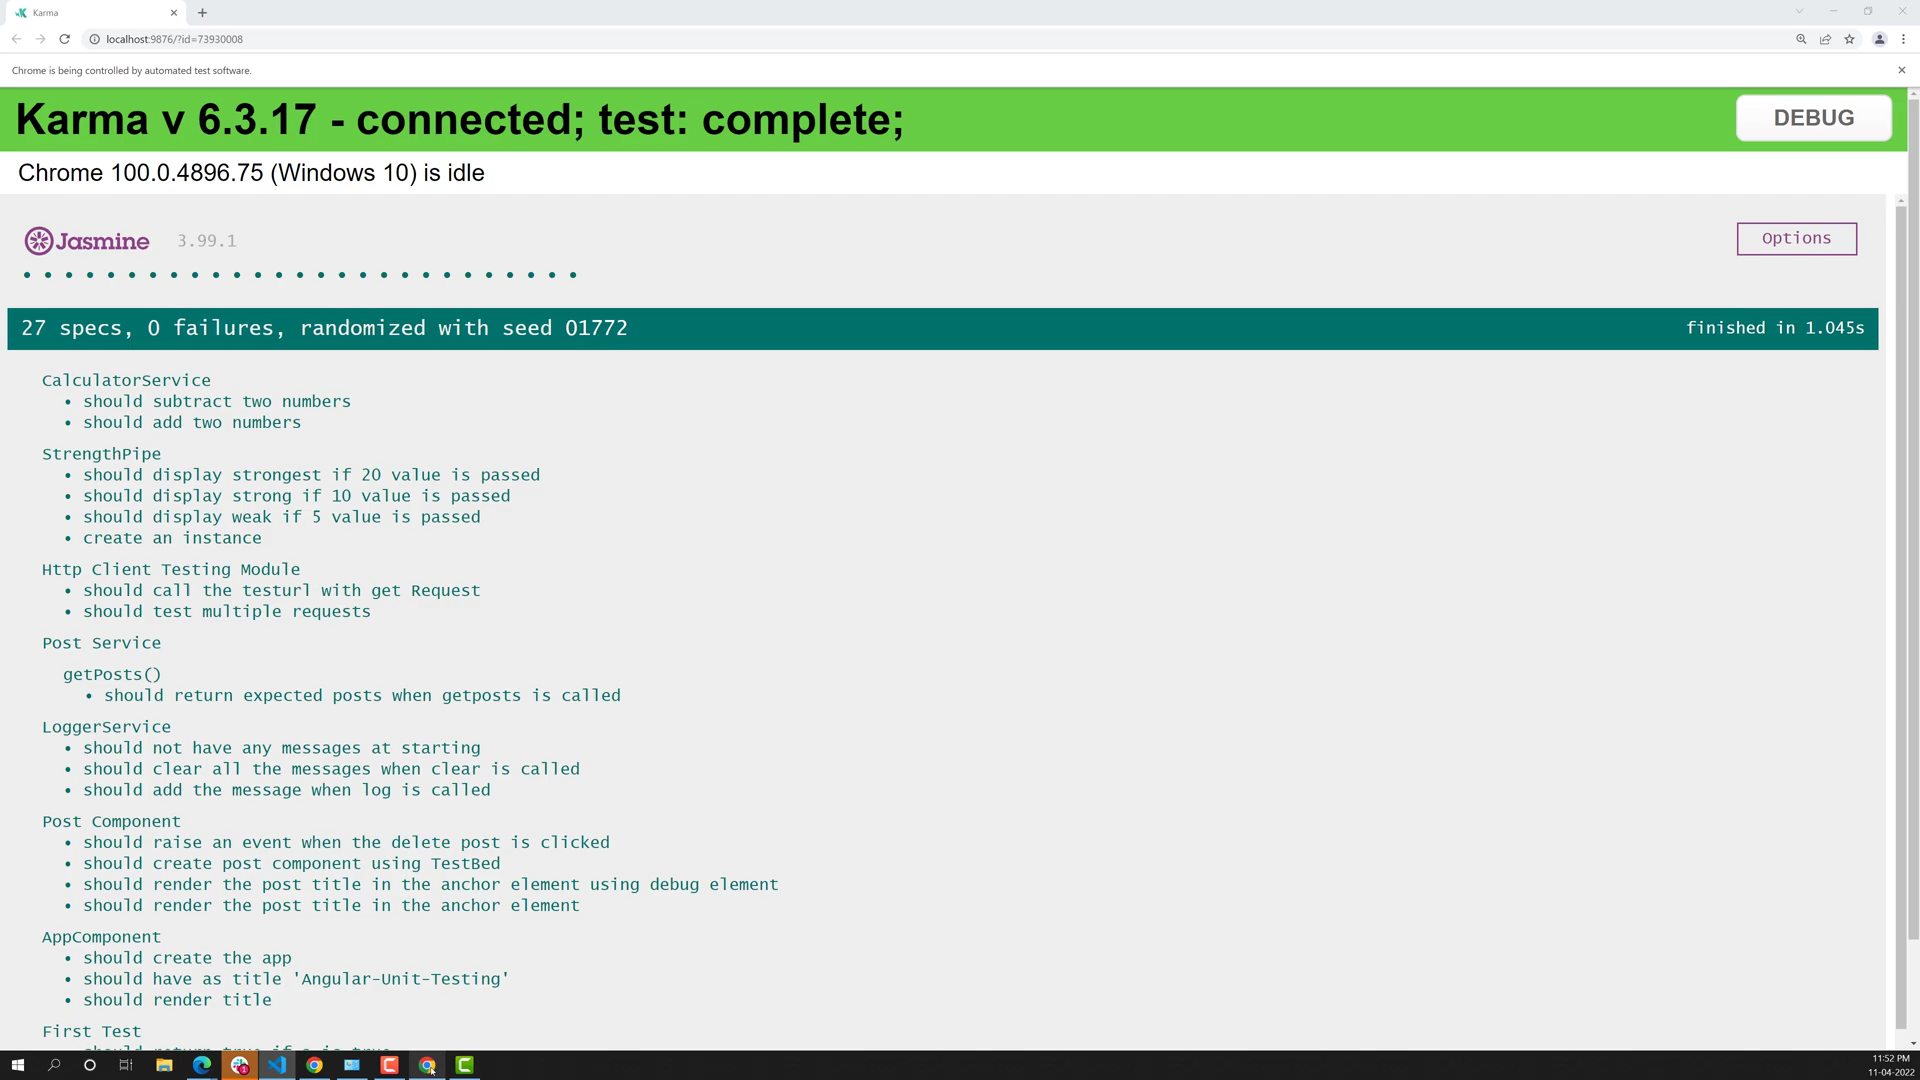 Karma
localhost:9876/?id=73930008
Chrome is being controlled by automated test software.
Karma v 6.3.17 - connected; test: complete;
DEBUG
Chrome 100.0.4896.75 (Windows 10) is idle
Jasmine 3.99.1
Options
27 specs, 0 failures, randomized with seed 01772
finished in 1.045s
CalculatorService
• should subtract two numbers
• should add two numbers
StrengthPipe
• should display strongest if 20 value is passed
• should display strong if 10 value is passed
• should display weak if 5 value is passed
• create an instance
Http Client Testing Module
• should call the testurl with get Request
• should test multiple requests
Post Service
getPosts()
• should return expected posts when getposts is called
LoggerService
• should not have any messages at starting
• should clear all the messages when clear is called
• should add the message when log is called
Post Component
• should raise an event when the delete post is clicked
• should create post component using TestBed
• should render the post title in the anchor element using debug element
• should render the post title in the anchor element
AppComponent
• should create the app
• should have as title 'Angular-Unit-Testing'
• should render title
First Test
should return true if a is true
11:52 PM
11-04-2022